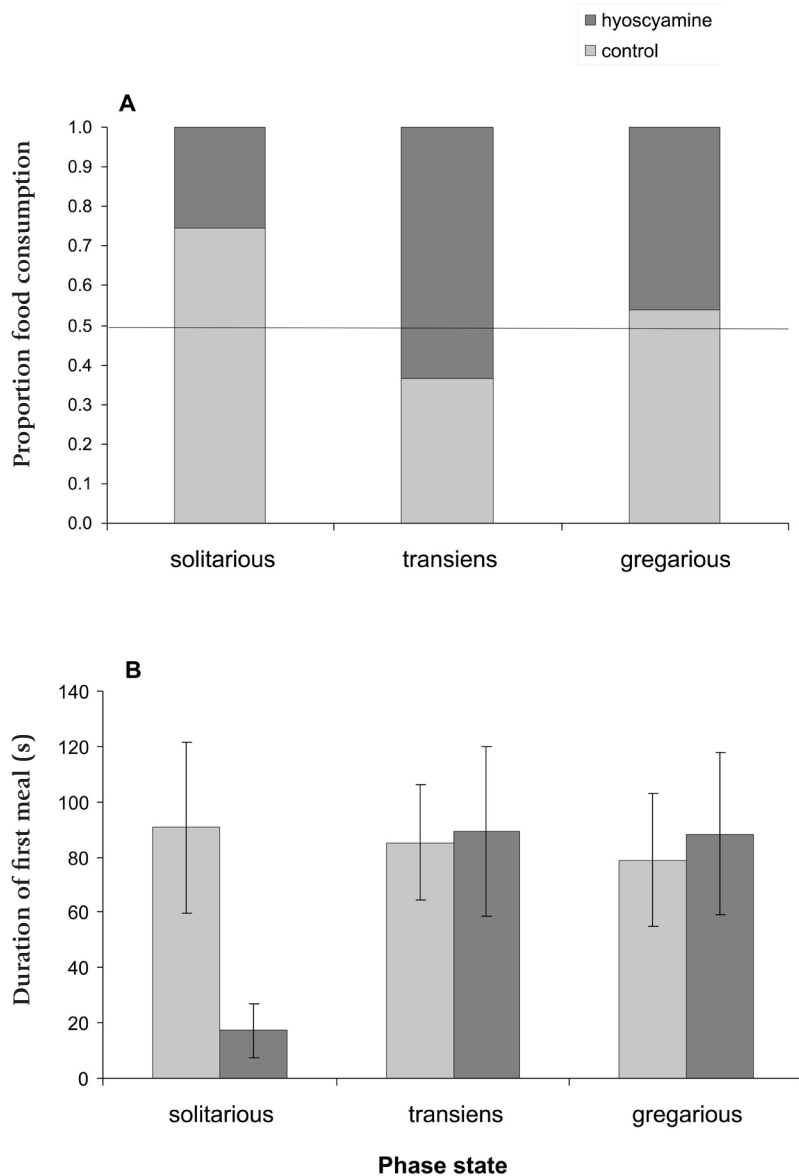 hyoscyamine
control
A
Proportion food consumption
1.0
0.9
0.8
0.7
0.6
0.5
0.4
0.3
0.2
0.1
0.0
solitarious transiens gregarious
B
Duration of first meal (s)
140
120
100
80
60
40
20
0
solitarious transiens gregarious
Phase state